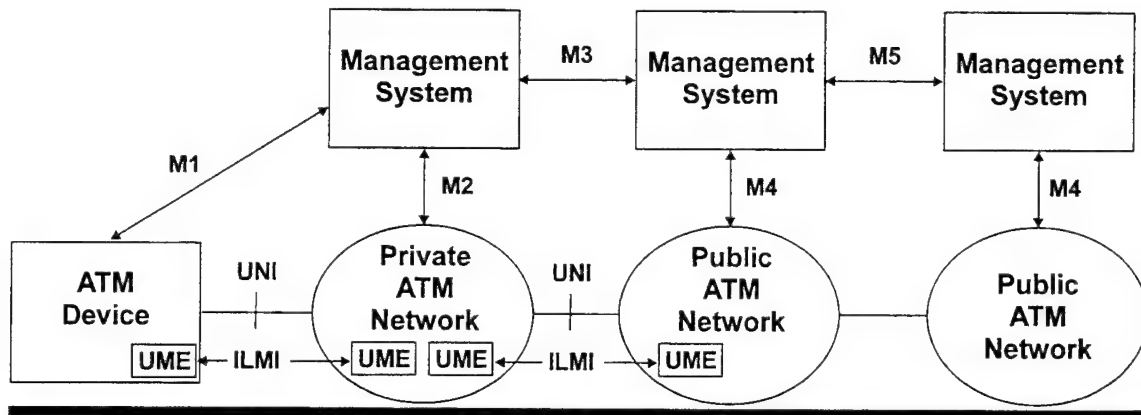 Management
System
M3
Management
System
M5
Management
System
M1
M2
M4
M4
ATM
Device
UNI
Private
ATM
Network
UNI
Public
ATM
Network
Public
ATM
Network
UME
ILMI
UME
UME
ILMI
UME